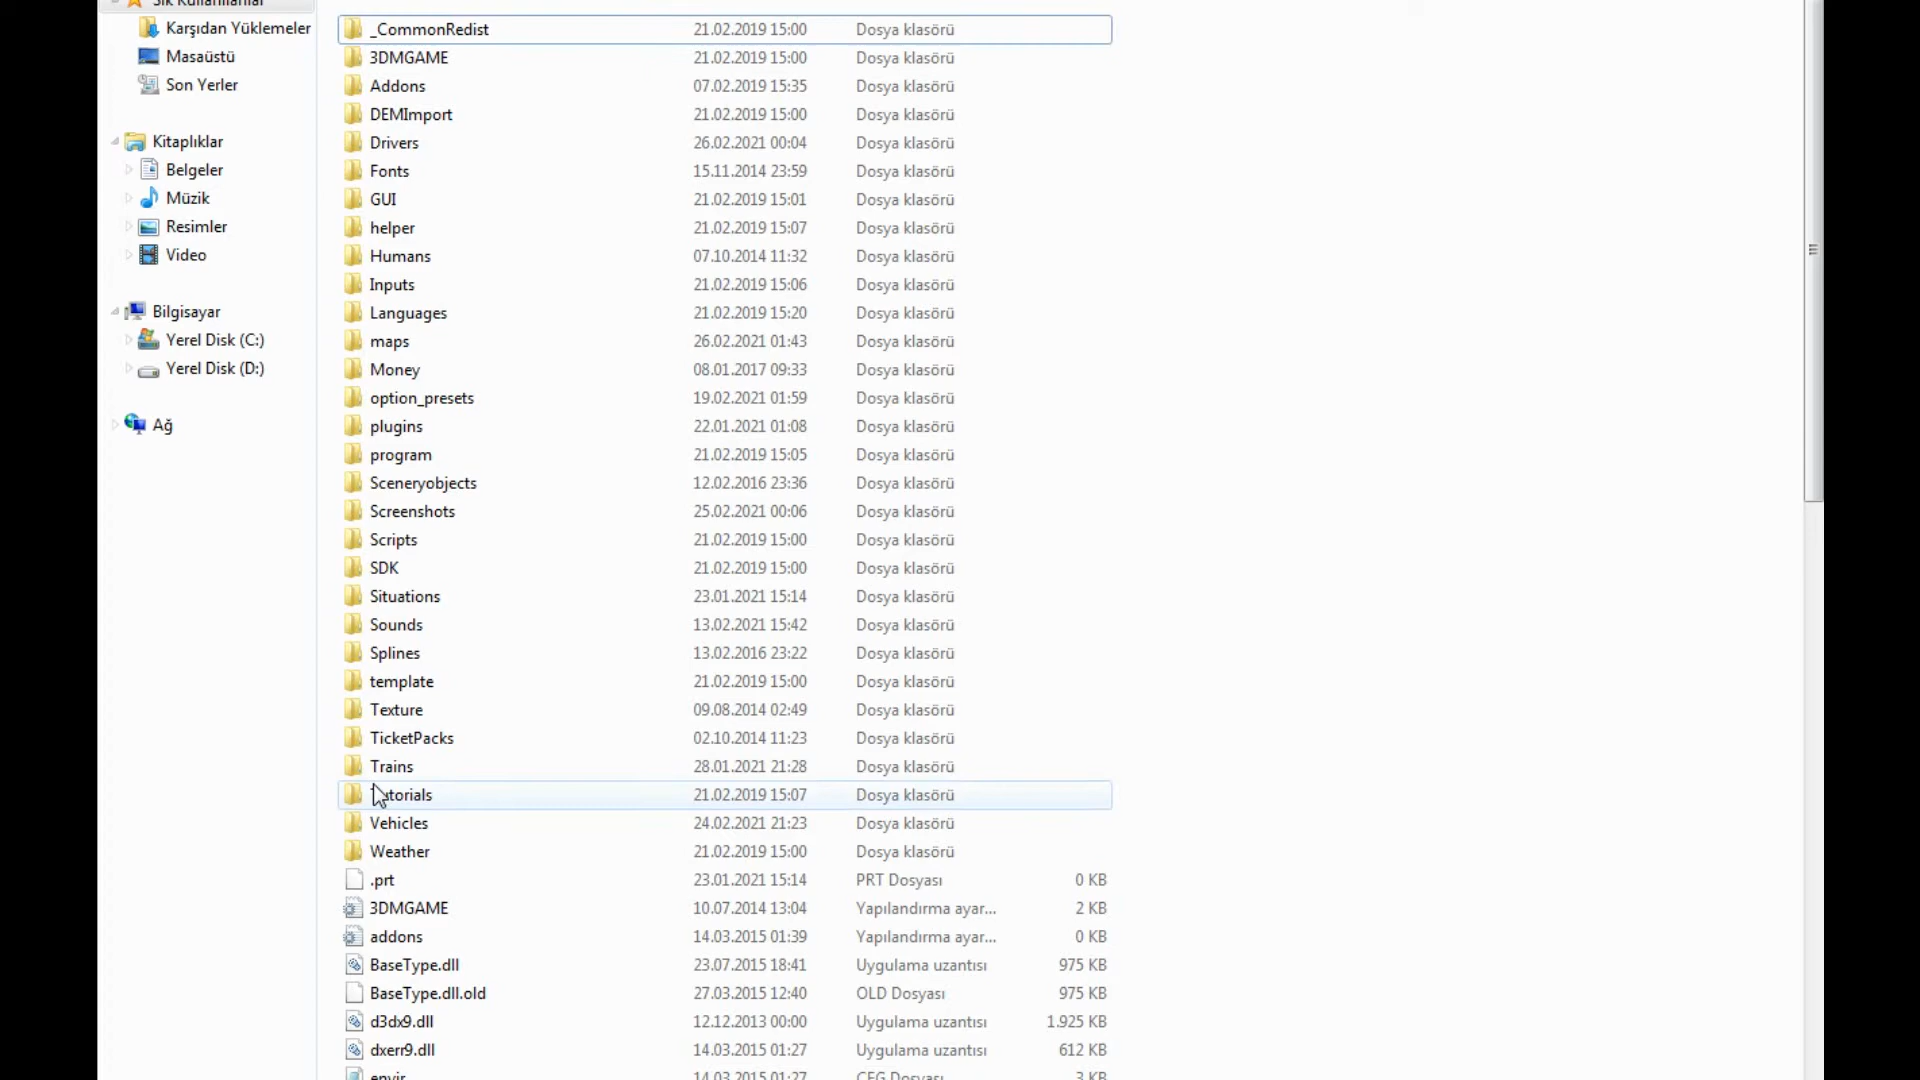 Sık Kullanılanlar
Karşıdan Yüklemeler
Masaüstü
Son Yerler
Kitaplıklar
Belgeler
Müzik
Resimler
Video
Bilgisayar
Yerel Disk (C:)
Yerel Disk (D:)
Ağ
_CommonRedist 21.02.2019 15:00 Dosya klasörü
3DMGAME 21.02.2019 15:00 Dosya klasörü
Addons 07.02.2019 15:35 Dosya klasörü
DEMImport 21.02.2019 15:00 Dosya klasörü
Drivers 26.02.2021 00:04 Dosya klasörü
Fonts 15.11.2014 23:59 Dosya klasörü
GUI 21.02.2019 15:01 Dosya klasörü
helper 21.02.2019 15:07 Dosya klasörü
Humans 07.10.2014 11:32 Dosya klasörü
Inputs 21.02.2019 15:06 Dosya klasörü
Languages 21.02.2019 15:20 Dosya klasörü
maps 26.02.2021 01:43 Dosya klasörü
Money 08.01.2017 09:33 Dosya klasörü
option_presets 19.02.2021 01:59 Dosya klasörü
plugins 22.01.2021 01:08 Dosya klasörü
program 21.02.2019 15:05 Dosya klasörü
Sceneryobjects 12.02.2016 23:36 Dosya klasörü
Screenshots 25.02.2021 00:06 Dosya klasörü
Scripts 21.02.2019 15:00 Dosya klasörü
SDK 21.02.2019 15:00 Dosya klasörü
Situations 23.01.2021 15:14 Dosya klasörü
Sounds 13.02.2021 15:42 Dosya klasörü
Splines 13.02.2016 23:22 Dosya klasörü
template 21.02.2019 15:00 Dosya klasörü
Texture 09.08.2014 02:49 Dosya klasörü
TicketPacks 02.10.2014 11:23 Dosya klasörü
Trains 28.01.2021 21:28 Dosya klasörü
Tutorials 21.02.2019 15:07 Dosya klasörü
Vehicles 24.02.2021 21:23 Dosya klasörü
Weather 21.02.2019 15:00 Dosya klasörü
.prt 23.01.2021 15:14 PRT Dosyası 0 KB
3DMGAME 10.07.2014 13:04 Yapılandırma ayar... 2 KB
addons 14.03.2015 01:39 Yapılandırma ayar... 0 KB
BaseType.dll 23.07.2015 18:41 Uygulama uzantısı 975 KB
BaseType.dll.old 27.03.2015 12:40 OLD Dosyası 975 KB
d3dx9.dll 12.12.2013 00:00 Uygulama uzantısı 1.925 KB
dxerr9.dll 14.03.2015 01:27 Uygulama uzantısı 612 KB
envir 14.03.2015 01:27 CFG Dosyası 3 KB